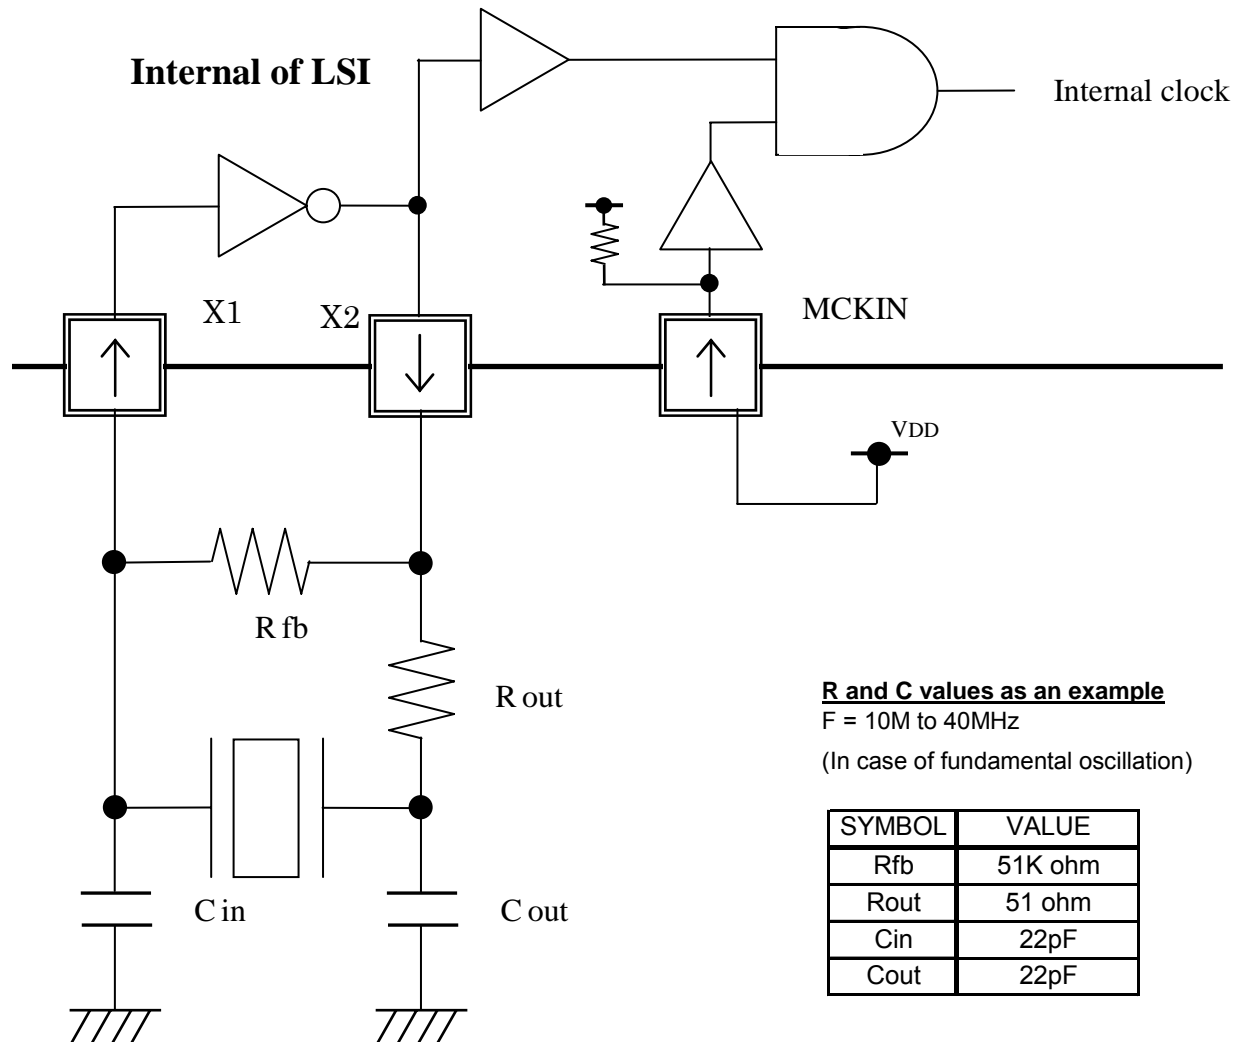 Internal of LSI
Internal clock
X1
X2
MCKIN
VDD
R fb
R out
C in
C out
R and C values as an example
F = 10M to 40MHz
(In case of fundamental oscillation)
SYMBOL VALUE
Rfb 51K ohm
Rout 51 ohm
Cin 22pF
Cout 22pF